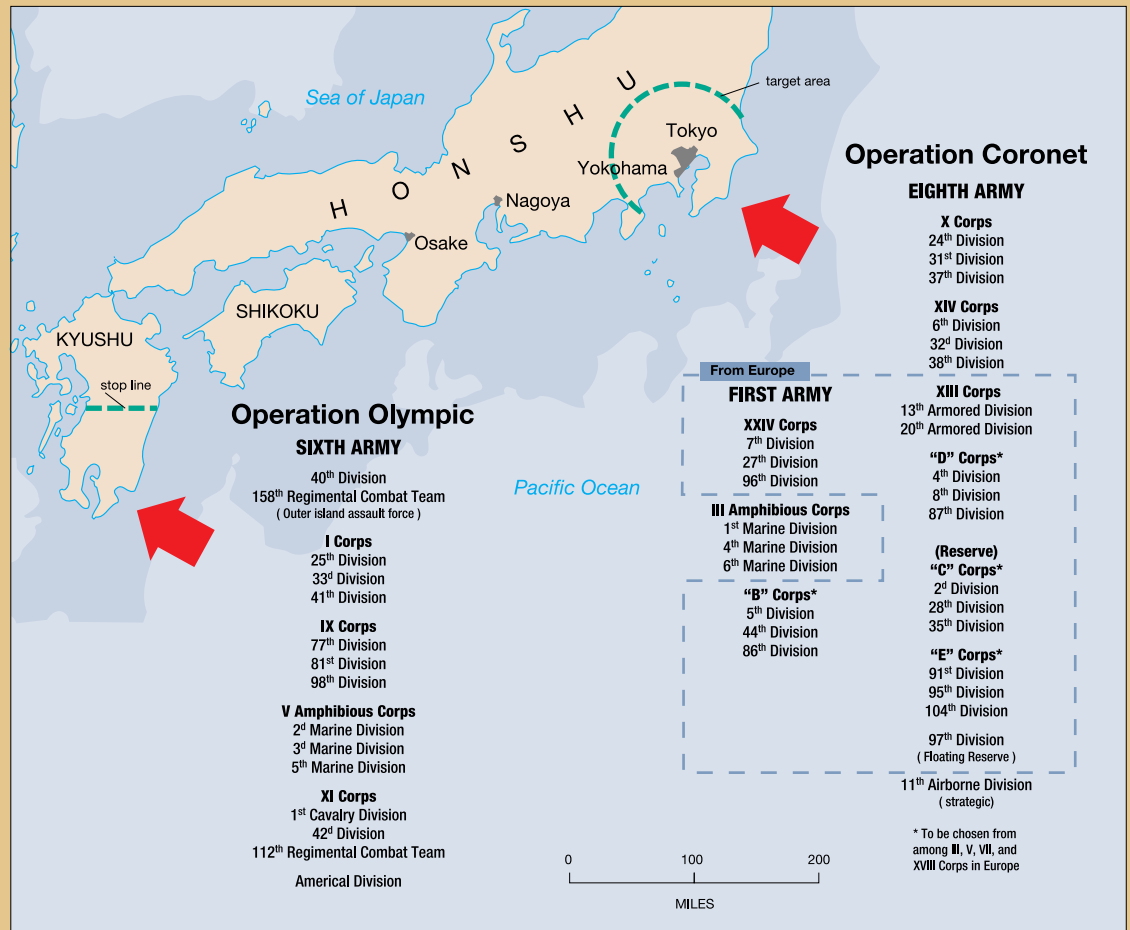 Sea of Japan
HONSHU
target area
Tokyo
Yokohama
Nagoya
Osake
SHIKOKU
KYUSHU
stop line
Pacific Ocean
Operation Olympic
SIXTH ARMY
40th Division
158th Regimental Combat Team
( Outer island assault force )
I Corps
25th Division
33d Division
41th Division
IX Corps
77th Division
81st Division
98th Division
V Amphibious Corps
2d Marine Division
3d Marine Division
5th Marine Division
XI Corps
1st Cavalry Division
42d Division
112th Regimental Combat Team
Americal Division
Operation Coronet
EIGHTH ARMY
X Corps
24th Division
31st Division
37th Division
XIV Corps
6th Division
32d Division
38th Division
XIII Corps
13th Armored Division
20th Armored Division
“D” Corps*
4th Division
8th Division
87th Division
(Reserve)
“C” Corps*
2d Division
28th Division
35th Division
“E” Corps*
91st Division
95th Division
104th Division
97th Division
( Floating Reserve )
11th Airborne Division
( strategic)
* To be chosen from
among III, V, VII, and
XVIII Corps in Europe
From Europe
FIRST ARMY
XXIV Corps
7th Division
27th Division
96th Division
III Amphibious Corps
1st Marine Division
4th Marine Division
6th Marine Division
“B” Corps*
5th Division
44th Division
86th Division
0 100 200
MILES